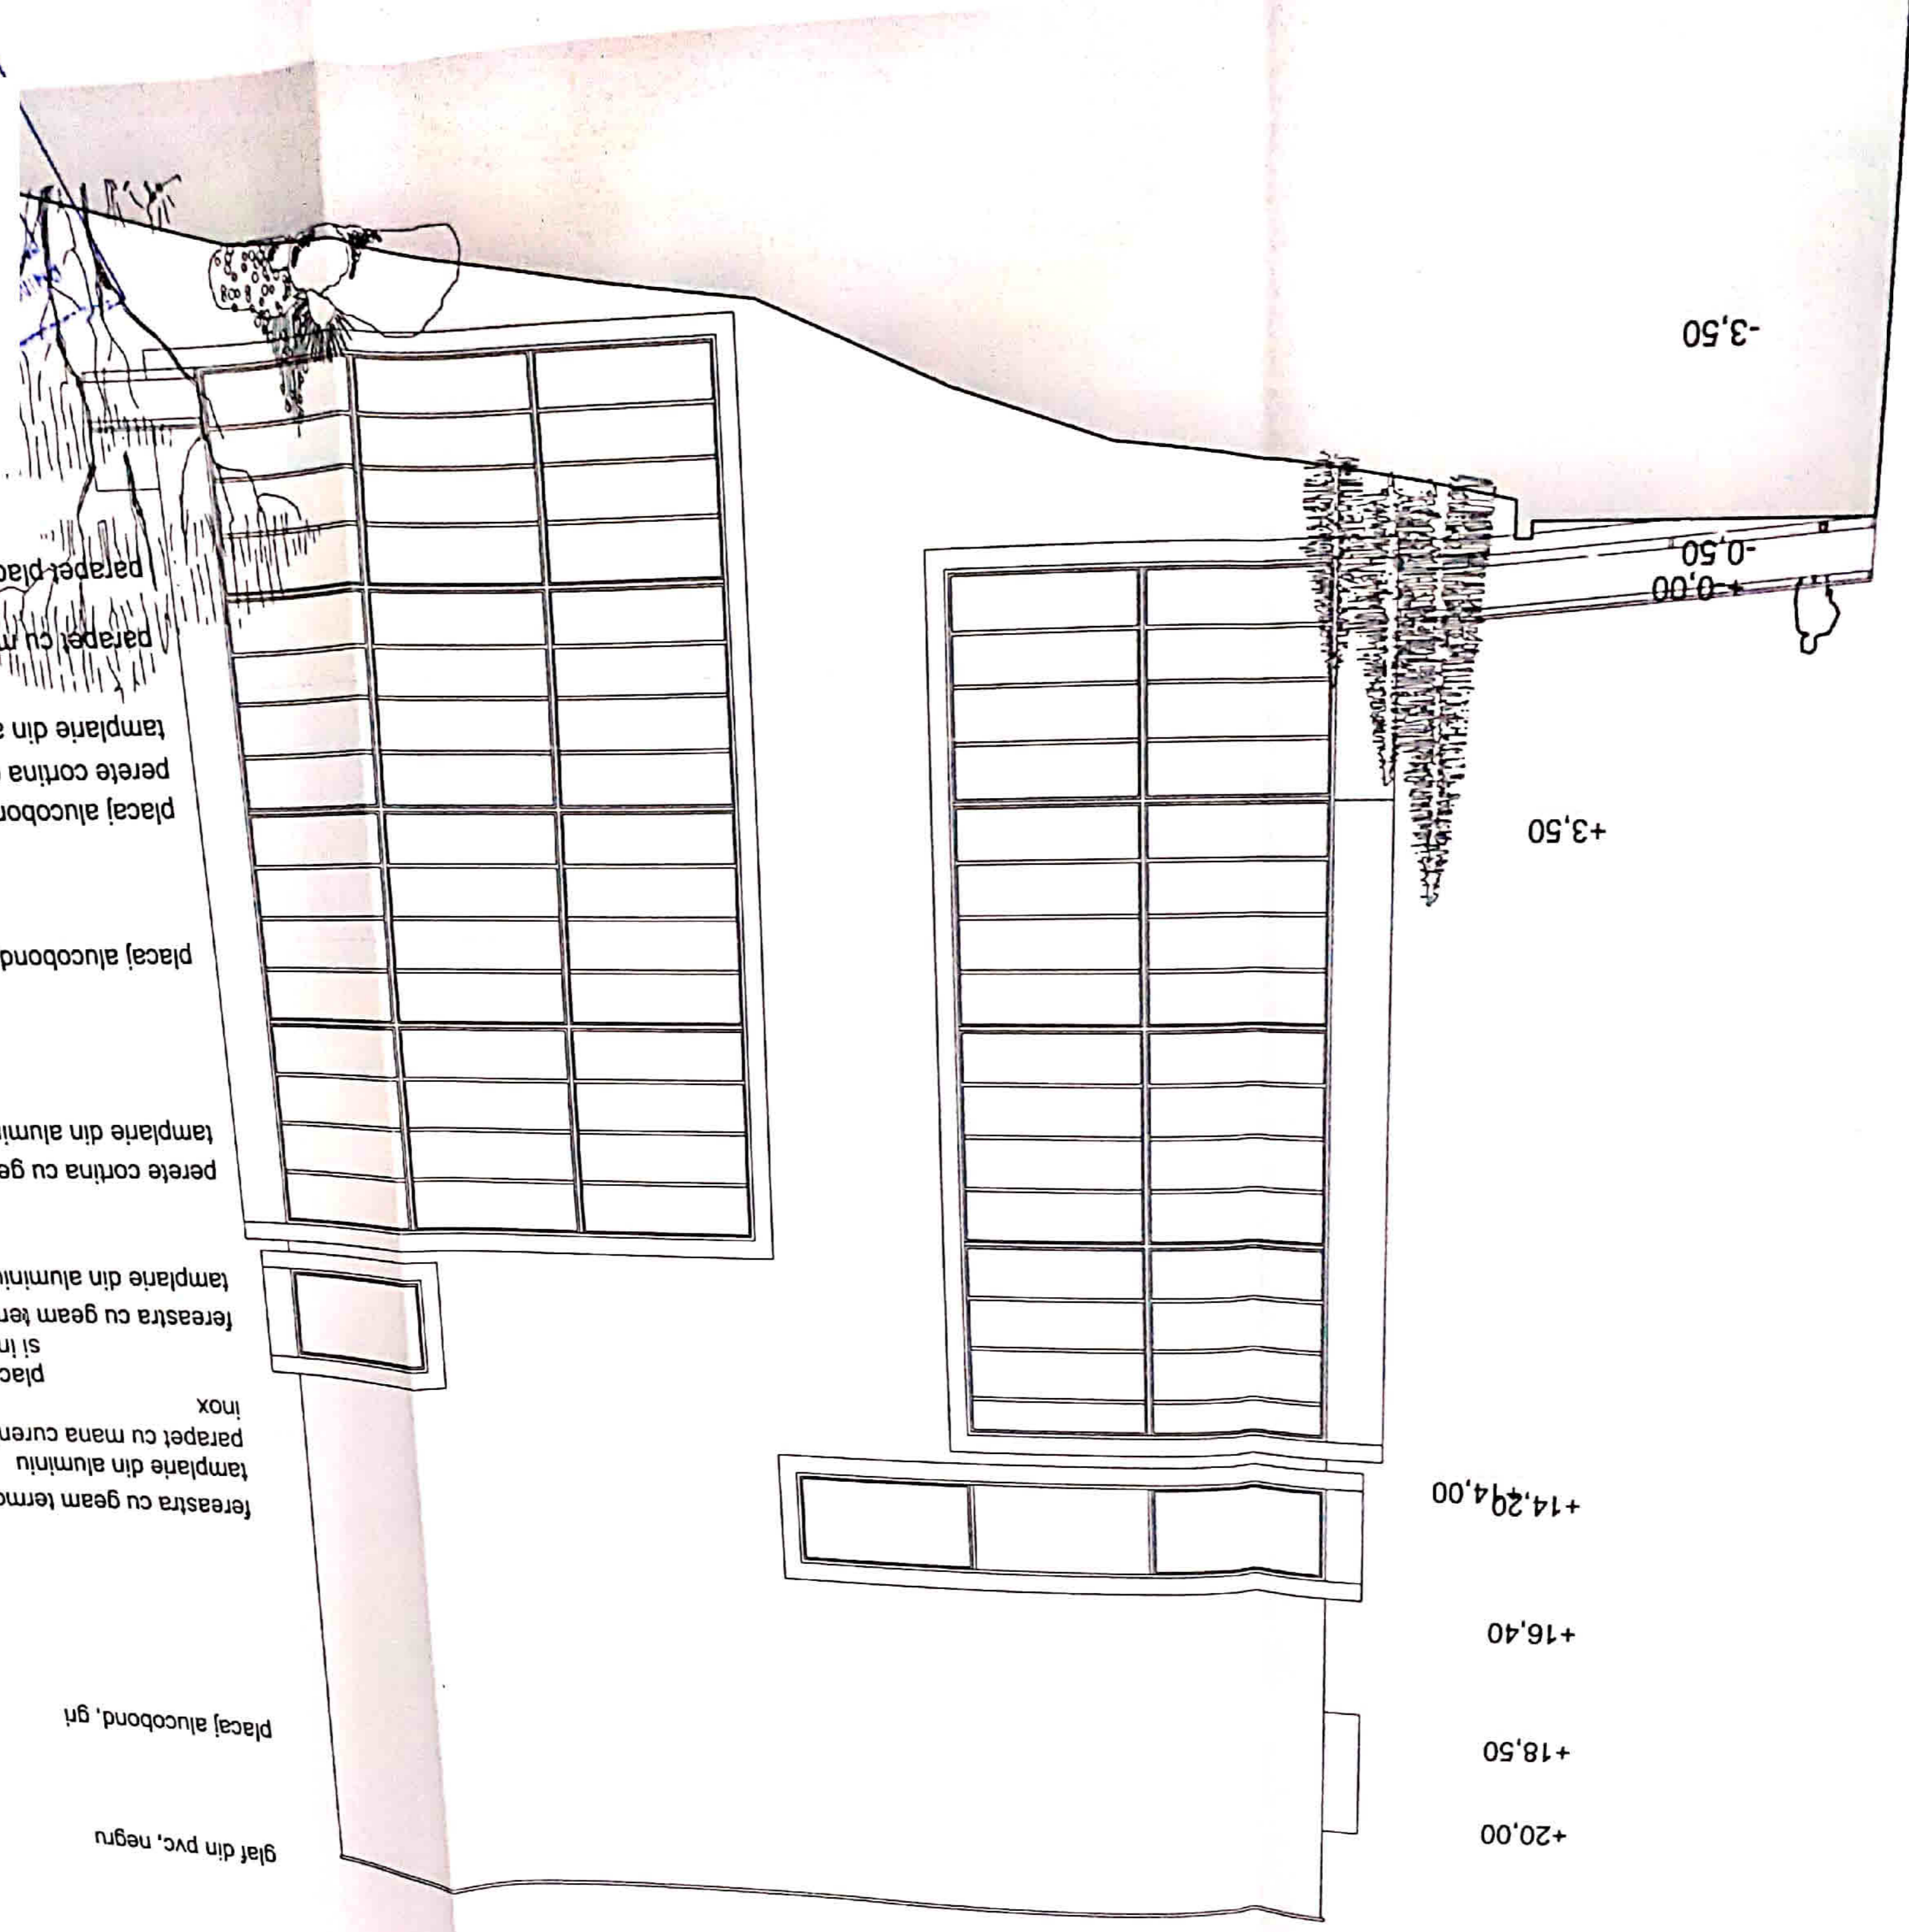 +20,00
+18,50
+16,40
+14,20
+14,00
+3,50
+-0,00
-0,50
-3,50
glaf din pvc, negru
placaj alucobond, gri
fereastra cu geam termo
tamplarie din aluminiu
parapet cu mana curen
inox
plac
si in
fereastra cu geam ter
tamplarie din alumini
perete cortina cu ge
tamplarie din alumin
placaj alucobond
placaj alucobon
perete cortina
tamplarie din a
parapet cu m
parapet plac